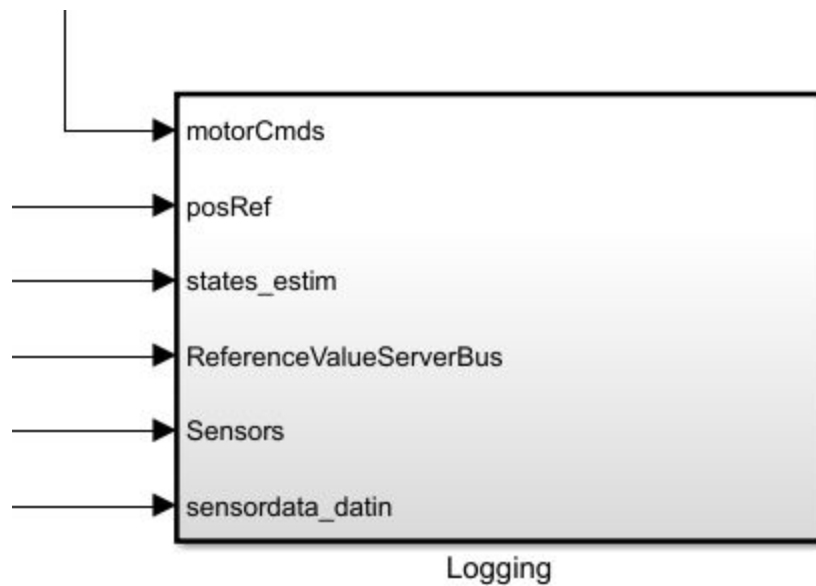 motorCmds
posRef
states_estim
ReferenceValueServerBus
Sensors
sensordata_datin
Logging